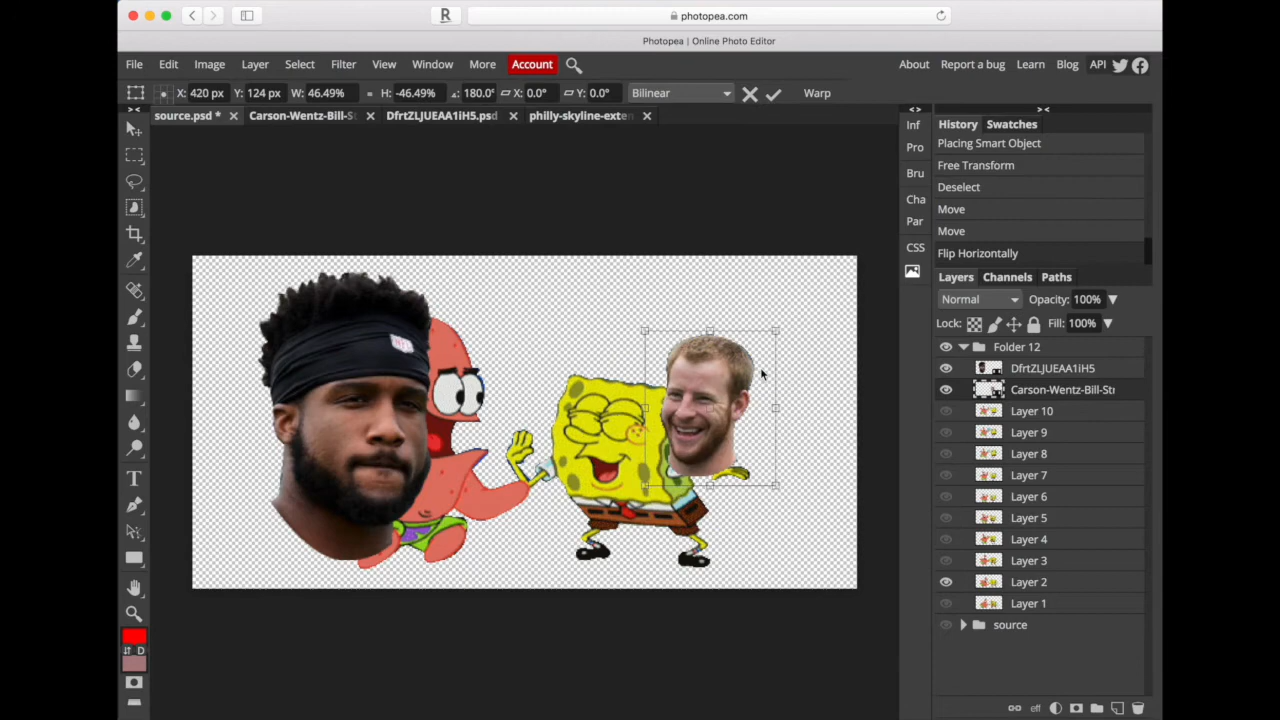 R
photopea.com
Photopea | Online Photo Editor
File Edit Image Layer Select Filter View Window More Account
About Report a bug Learn Blog API
X: 420 px Y: 124 px W: 46.49% = H: -46.49% 180.0° X: 0.0° Y: 0.0° Bilinear Warp
> < < > > <
source.psd * Carson-Wentz-Bill-St DfrtZLJUEAA1iH5.psd philly-skyline-exten
Inf
Pro
Bru
Cha
Par
CSS
History Swatches
Placing Smart Object
Free Transform
Deselect
Move
Move
Flip Horizontally
Layers Channels Paths
Normal Opacity: 100%
Lock: Fill: 100%
Folder 12
DfrtZLJUEAA1iH5
Carson-Wentz-Bill-Str
Layer 10
Layer 9
Layer 8
Layer 7
Layer 6
Layer 5
Layer 4
Layer 3
Layer 2
Layer 1
source
T
D
eff